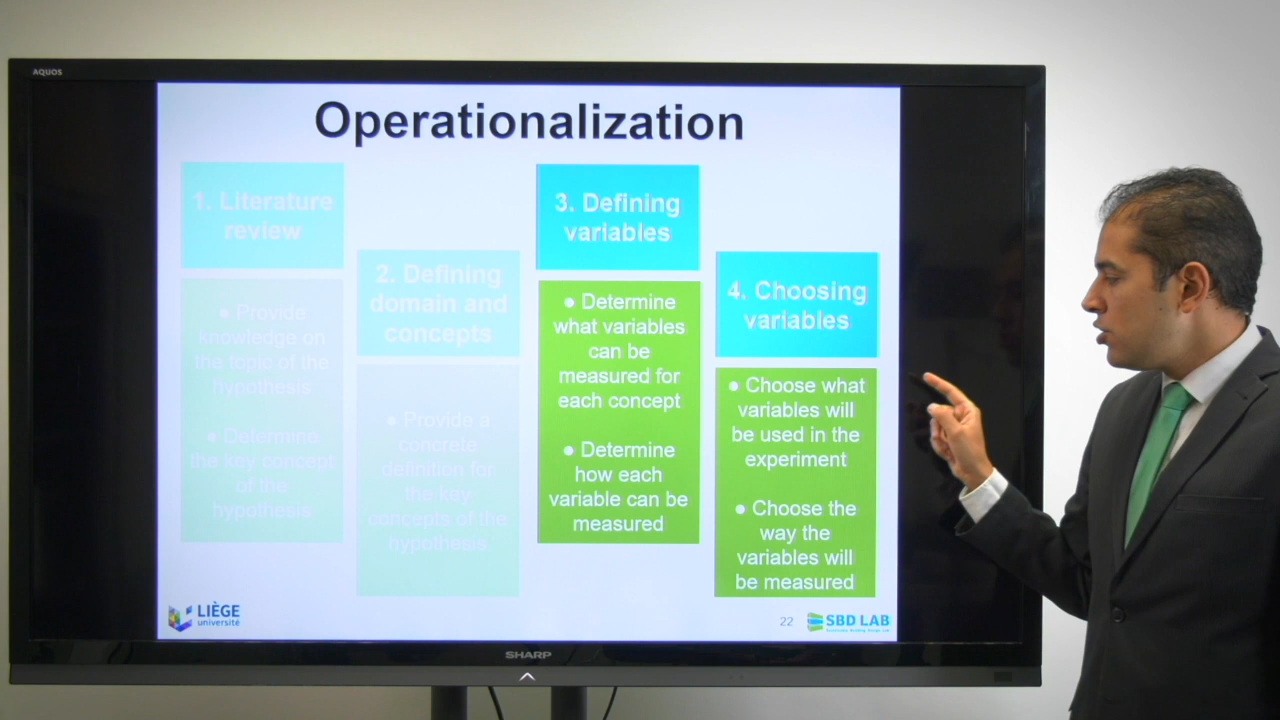 AQUOS
Operationalization
1. Literature
review
● Provide
knowledge on
the topic of the
hypothesis
● Determine
the key concept
of the
hypothesis
2. Defining
domain and
concepts
● Provide a
concrete
definition for
the key
concepts of the
hypothesis
3. Defining
variables
● Determine
what variables
can be
measured for
each concept
● Determine
how each
variable can be
measured
4. Choosing
variables
● Choose what
variables will
be used in the
experiment
● Choose the
way the
variables will
be measured
LIÈGE
université
22
SBD LAB
Sustainable Building Design Lab
SHARP